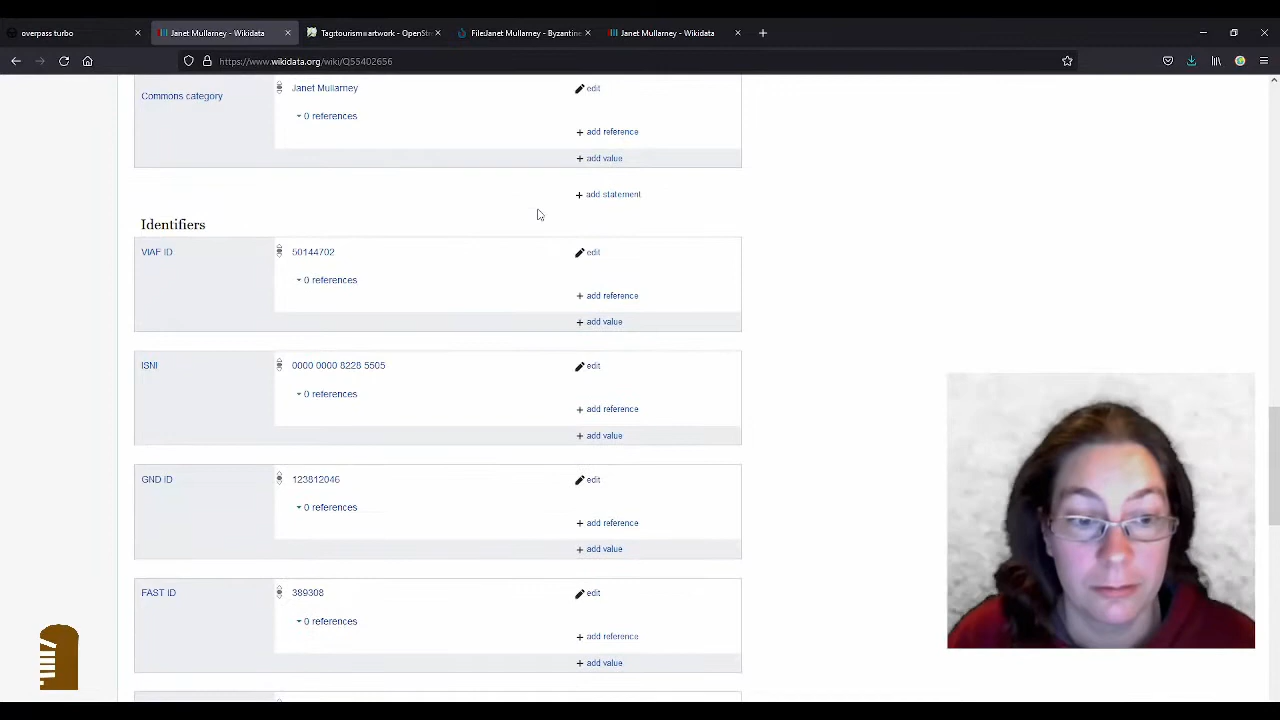 overpass turbo
Janet Mullarney - Wikidata
Tag:tourism=artwork - OpenStr
File:Janet Mullarney - Byzantine
Janet Mullarney - Wikidata
https://www.wikidata.org/wiki/Q55402656
Commons category
Janet Mullarney
edit
0 references
add reference
add value
add statement
Identifiers
VIAF ID
50144702
edit
0 references
add reference
add value
ISNI
0000 0000 8228 5505
edit
0 references
add reference
add value
GND ID
123812046
edit
0 references
add reference
add value
FAST ID
389308
edit
0 references
add reference
add value